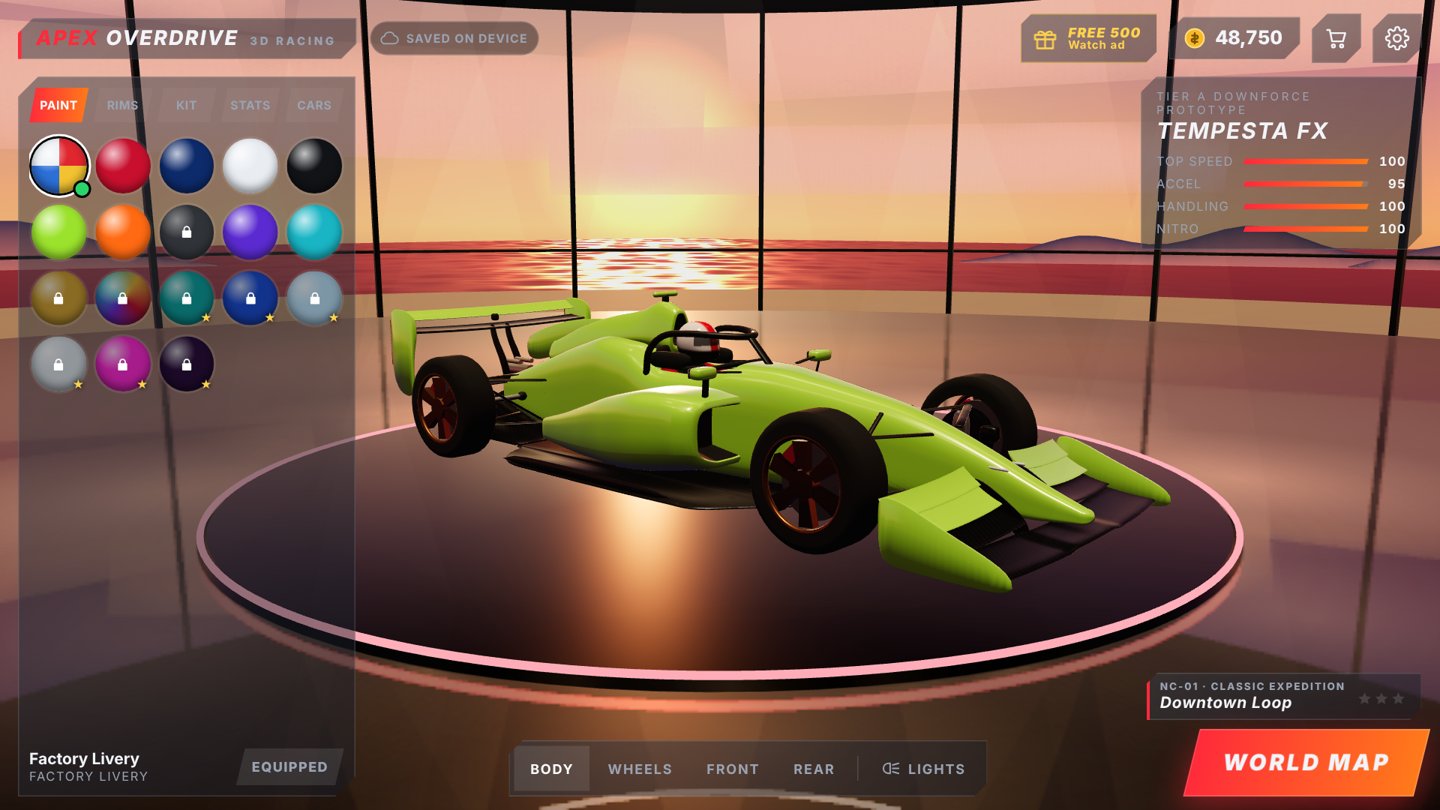 APEX OVERDRIVE 3D RACING
SAVED ON DEVICE
FREE 500
Watch ad
48,750
PAINT RIMS KIT STATS CARS
TIER A DOWNFORCE
PROTOTYPE
TEMPESTA FX
TOP SPEED 100
ACCEL 95
HANDLING 100
NITRO 100
NC-01 · CLASSIC EXPEDITION
Downtown Loop
Factory Livery
FACTORY LIVERY
EQUIPPED
BODY WHEELS FRONT REAR LIGHTS
WORLD MAP